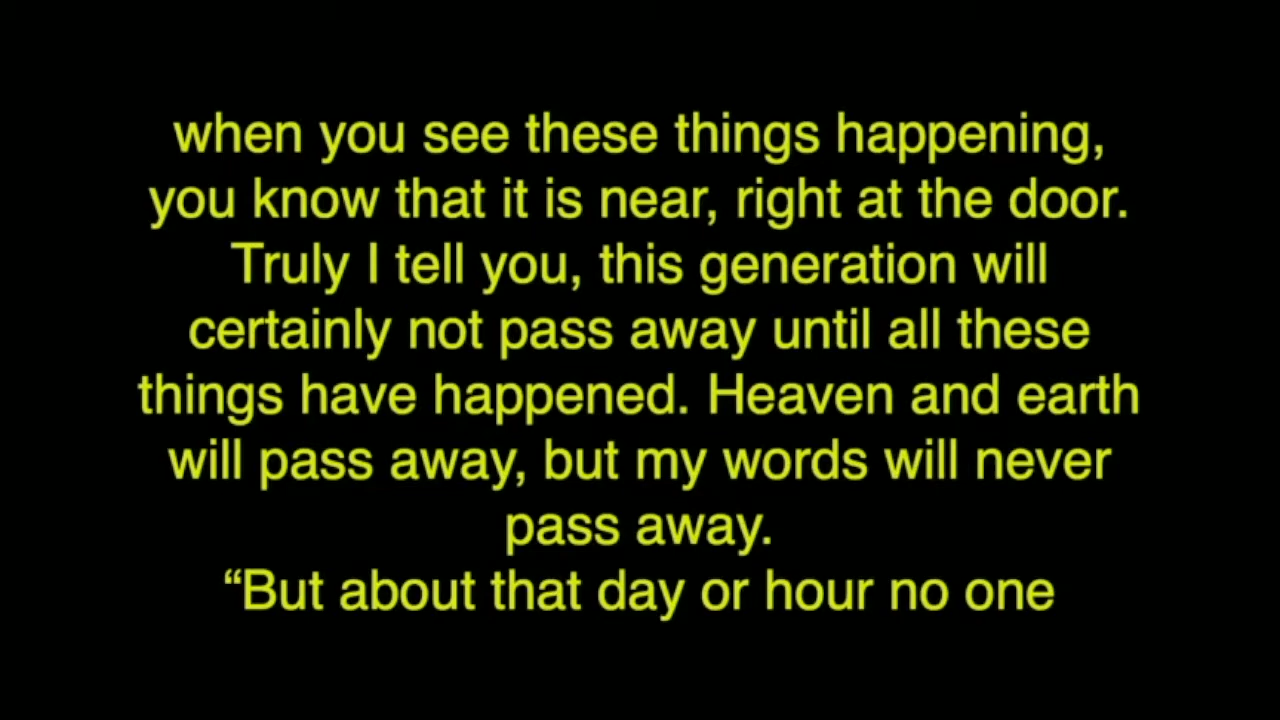 when you see these things happening,
you know that it is near, right at the door.
Truly I tell you, this generation will
certainly not pass away until all these
things have happened. Heaven and earth
will pass away, but my words will never
pass away.
“But about that day or hour no one